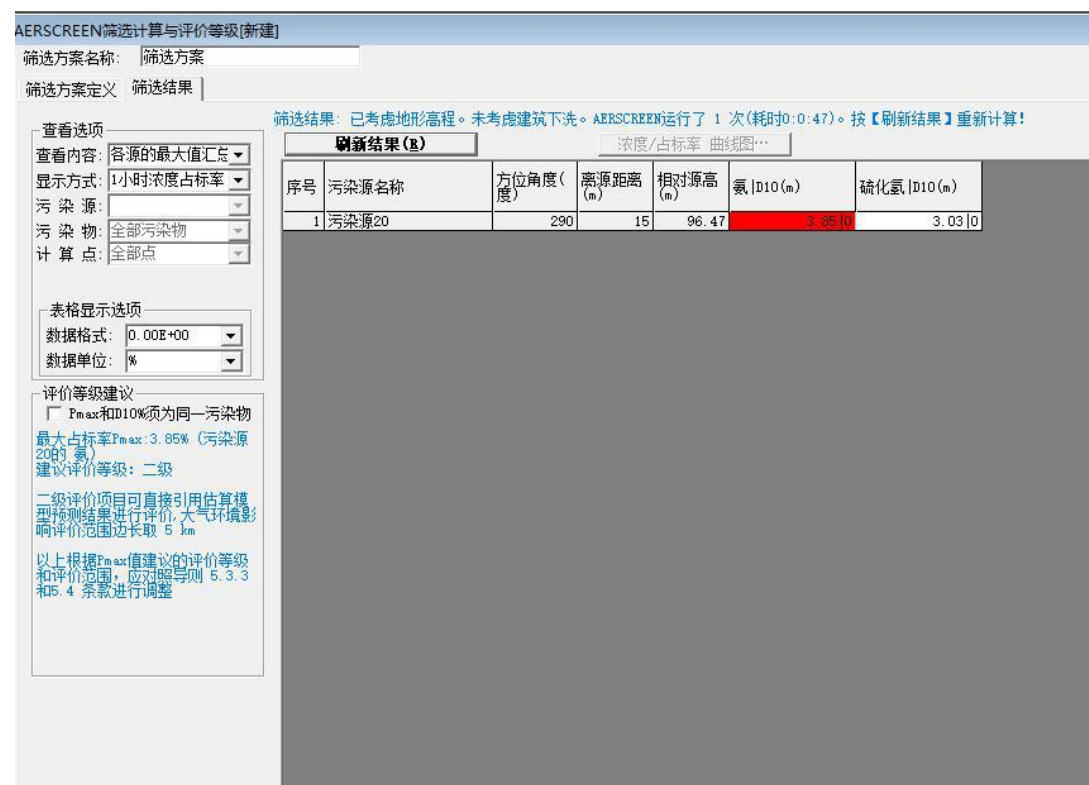 AERSCREEN筛选计算与评价等级[新建]
筛选方案名称: 筛选方案
筛选方案定义 筛选结果
筛选结果: 已考虑地形高程。未考虑建筑下洗。AERSCREEN运行了 1 次(耗时0:0:47)。按【刷新结果】重新计算!
查看选项
查看内容: 各源的最大值汇总
显示方式: 1小时浓度占标率
污 染 源:
污 染 物: 全部污染物
计 算 点: 全部点
表格显示选项
数据格式: 0.00E+00
数据单位: %
评价等级建议
Pmax和D10%须为同一污染物
最大占标率Pmax:3.85% (污染源
20的 氨)
建议评价等级: 二级
二级评价项目可直接引用估算模
型预测结果进行评价,大气环境影
响评价范围边长取 5 km
以上根据Pmax值建议的评价等级
和评价范围,应对照导则 5.3.3
和5.4 条款进行调整
刷新结果(R) 浓度/占标率 曲线图…
序号 污染源名称 方位角度(度) 离源距离(m) 相对源高(m) 氨|D10(m) 硫化氢|D10(m)
1 污染源20 290 15 96.47 3.85|0 3.03|0